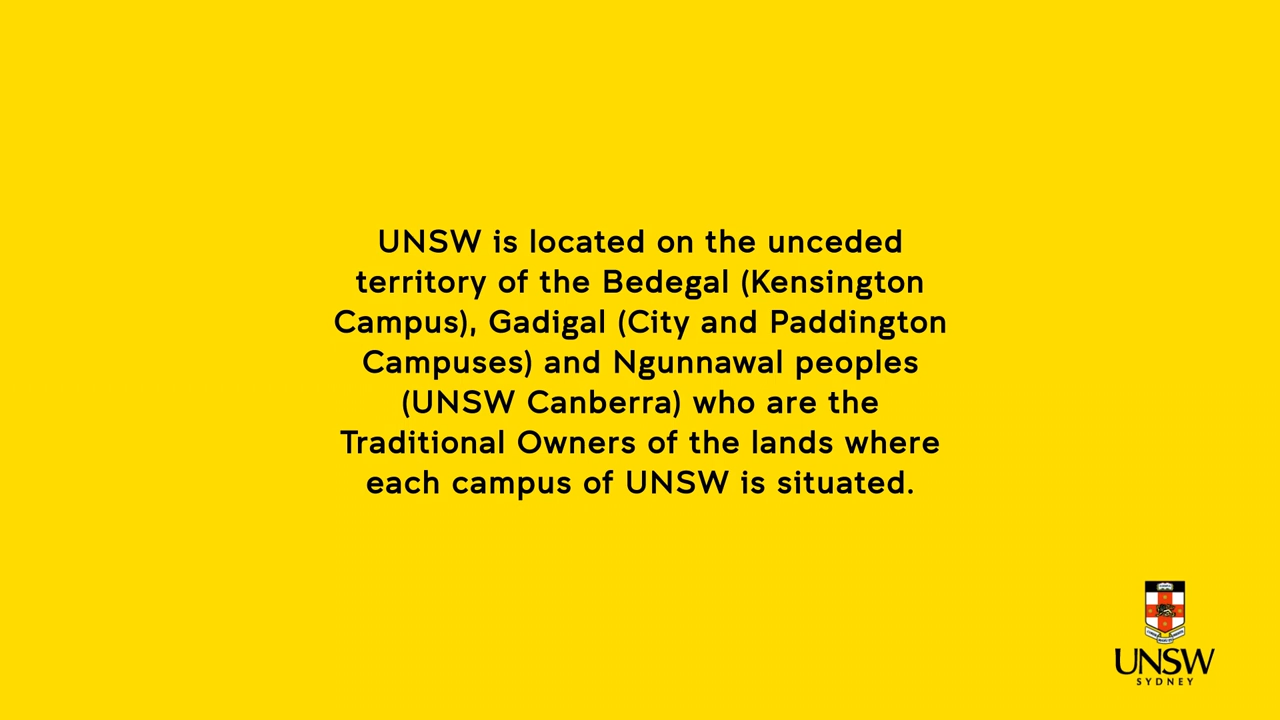 UNSW is located on the unceded
territory of the Bedegal (Kensington
Campus), Gadigal (City and Paddington
Campuses) and Ngunnawal peoples
(UNSW Canberra) who are the
Traditional Owners of the lands where
each campus of UNSW is situated.
UNSW
SYDNEY